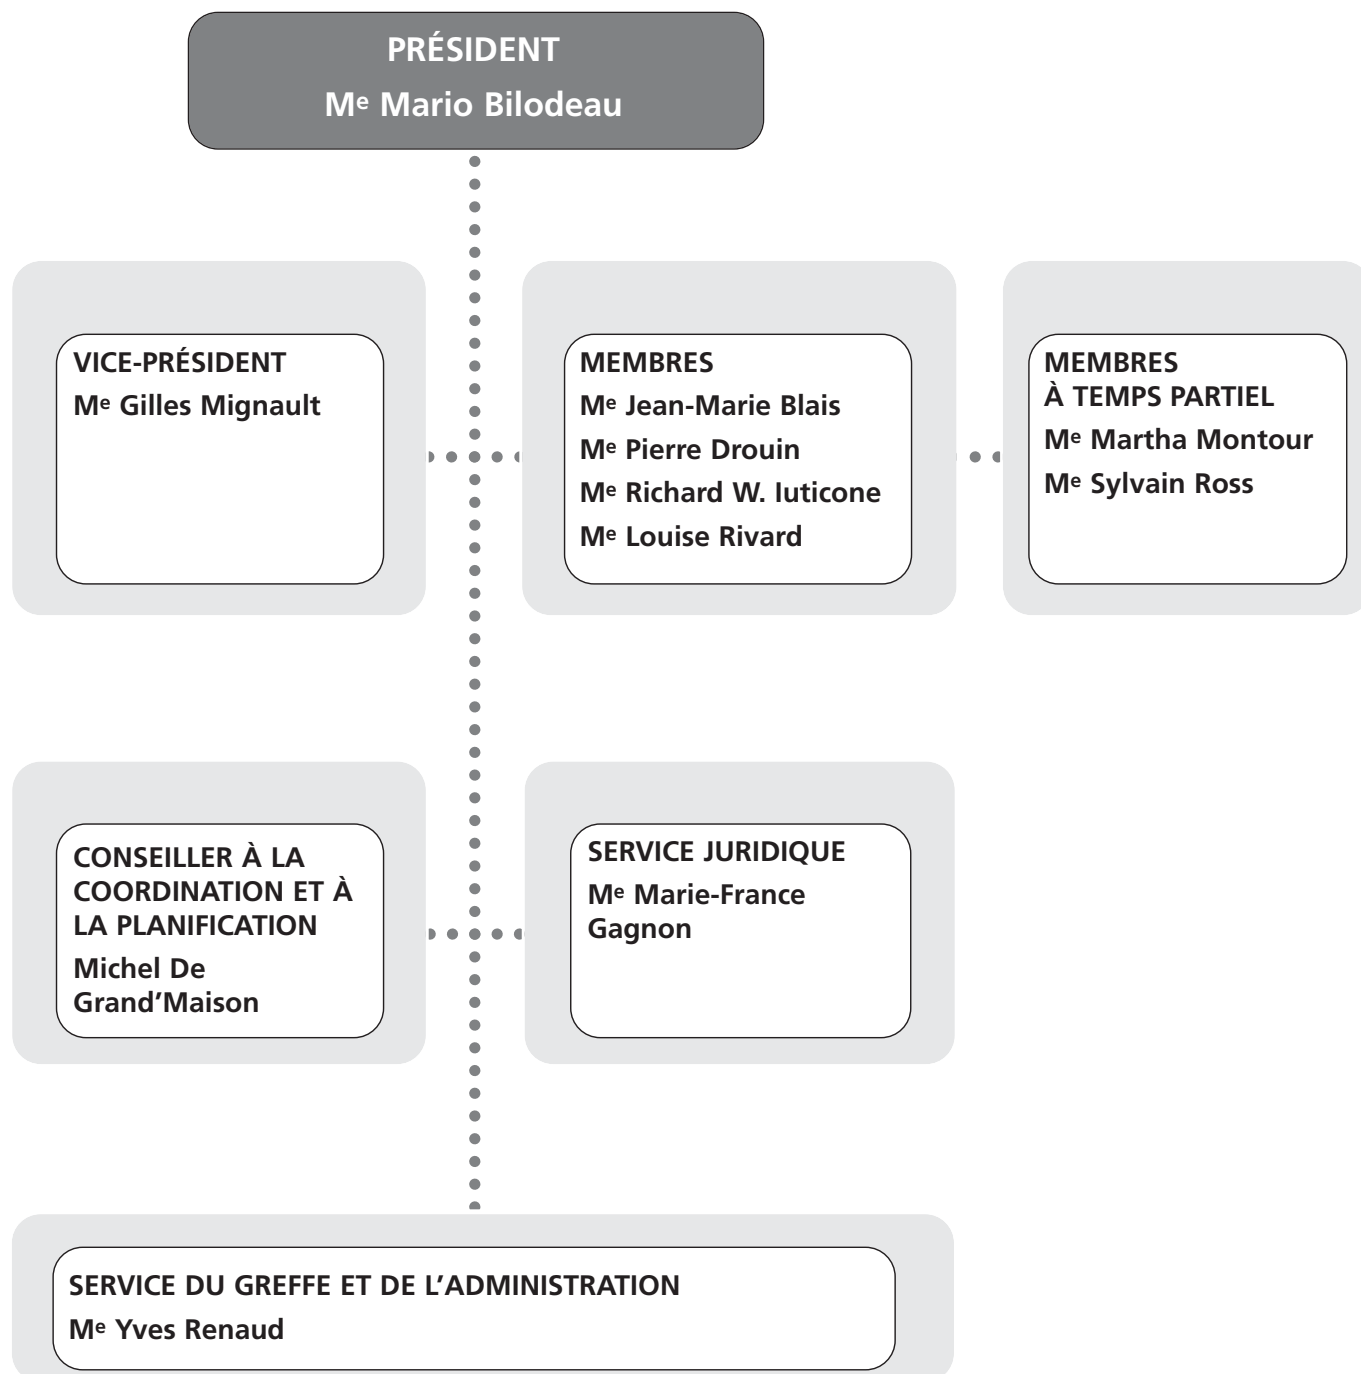 PRÉSIDENT
Me Mario Bilodeau
VICE-PRÉSIDENT
Me Gilles Mignault
MEMBRES
Me Jean-Marie Blais
Me Pierre Drouin
Me Richard W. Iuticone
Me Louise Rivard
MEMBRES
À TEMPS PARTIEL
Me Martha Montour
Me Sylvain Ross
CONSEILLER À LA
COORDINATION ET À
LA PLANIFICATION
Michel De
Grand’Maison
SERVICE JURIDIQUE
Me Marie-France
Gagnon
SERVICE DU GREFFE ET DE L’ADMINISTRATION
Me Yves Renaud